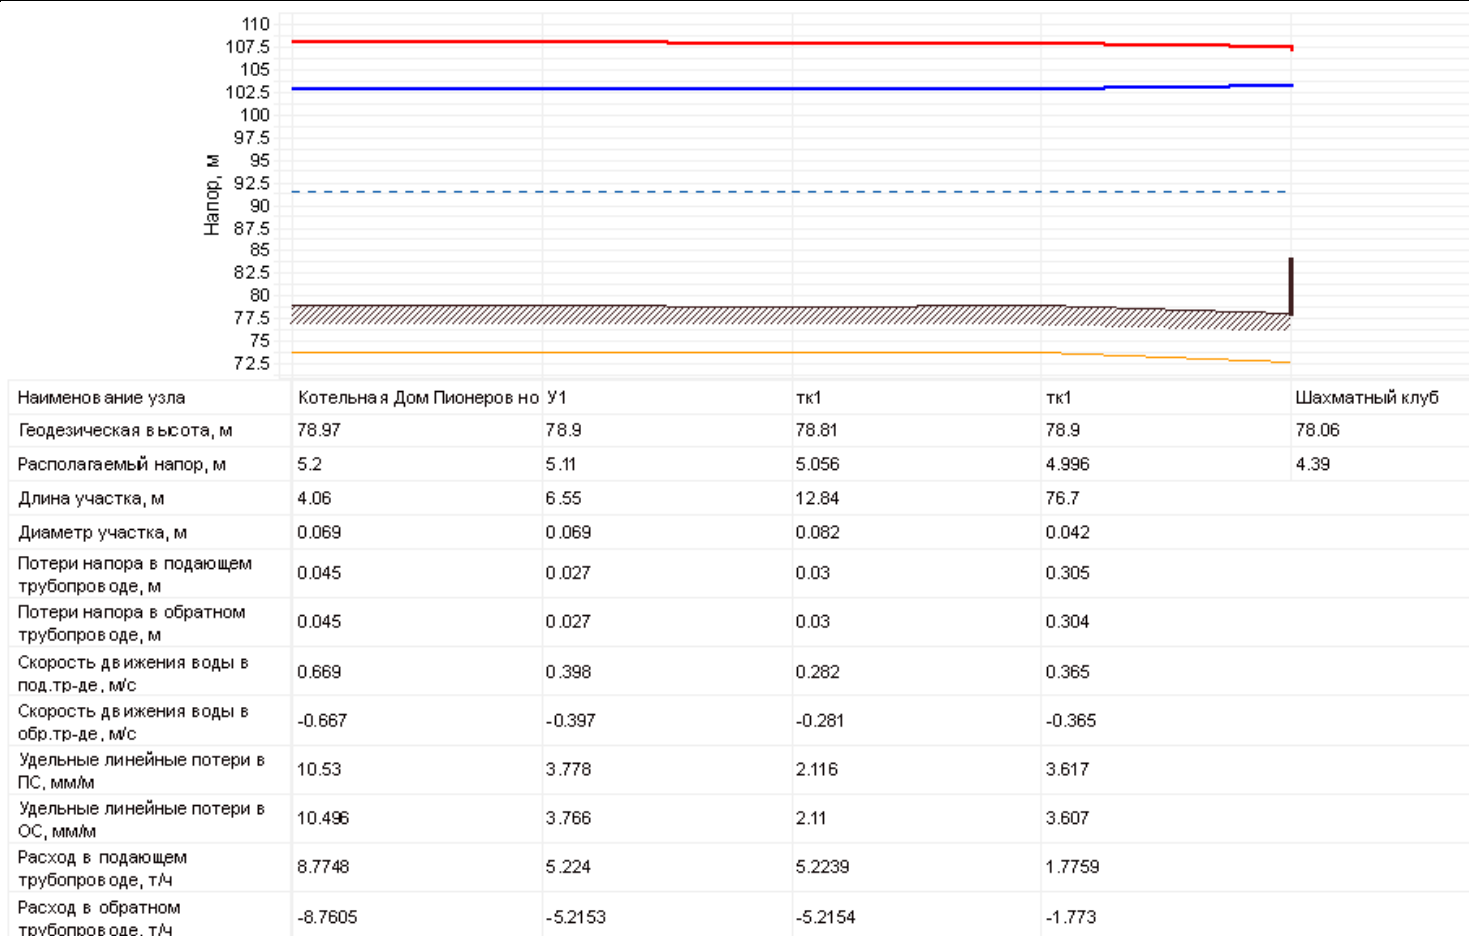 110
107.5
105
102.5
100
97.5
95
92.5
90
87.5
85
82.5
80
77.5
75
72.5
Напор, м
Наименование узла Котельная Дом Пионеров но У1 тк1 тк1 Шахматный клуб
Геодезическая высота, м 78.97 78.9 78.81 78.9 78.06
Располагаемый напор, м 5.2 5.11 5.056 4.996 4.39
Длина участка, м 4.06 6.55 12.84 76.7
Диаметр участка, м 0.069 0.069 0.082 0.042
Потери напора в подающем
трубопроводе, м 0.045 0.027 0.03 0.305
Потери напора в обратном
трубопроводе, м 0.045 0.027 0.03 0.304
Скорость движения воды в
под.тр-де, м/с 0.669 0.398 0.282 0.365
Скорость движения воды в
обр.тр-де, м/с -0.667 -0.397 -0.281 -0.365
Удельные линейные потери в
ПС, мм/м 10.53 3.778 2.116 3.617
Удельные линейные потери в
ОС, мм/м 10.496 3.766 2.11 3.607
Расход в подающем
трубопроводе, т/ч 8.7748 5.224 5.2239 1.7759
Расход в обратном
трубопроводе, т/ч -8.7605 -5.2153 -5.2154 -1.773